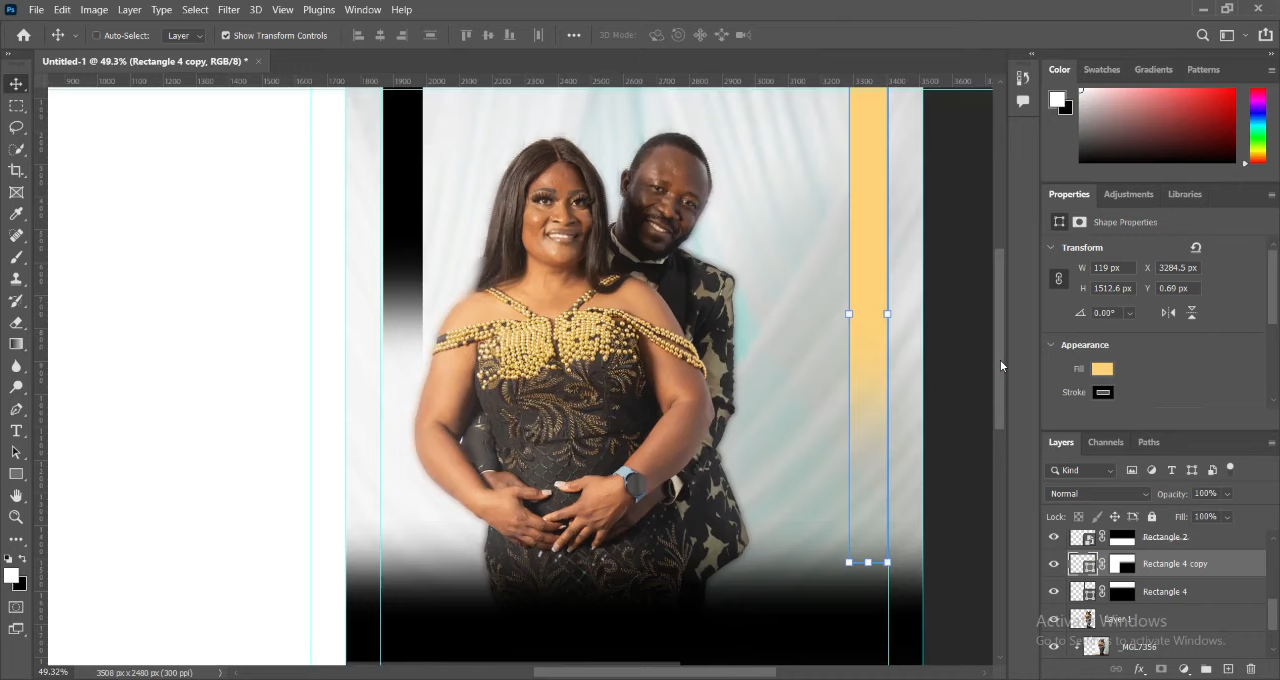 Ps File Edit Image Layer Type Select Filter 3D View Plugins Window Help
Auto-Select: Layer Show Transform Controls 3D Mode:
Untitled-1 @ 49.3% (Rectangle 4 copy, RGB/8) *
900 1000 1100 1200 1300 1400 1500 1600 1700 1800 1900 2000 2100 2200 2300 2400 2500 2600 2700 2800 2900 3000 3100 3200 3300 3400 3500 3600
Color Swatches Gradients Patterns
Properties Adjustments Libraries
Shape Properties
Transform
W 119 px X 3284.5 px
H 1512.6 px Y 0.69 px
0.00°
Appearance
Fill
Stroke
Layers Channels Paths
Kind
Normal Opacity: 100%
Lock: Fill: 100%
Rectangle 2
Rectangle 4 copy
Rectangle 4
Layer 1
_MGL7356
Activate Windows
Go to Settings to activate Windows.
49.32% 3508 px x 2480 px (300 ppi)